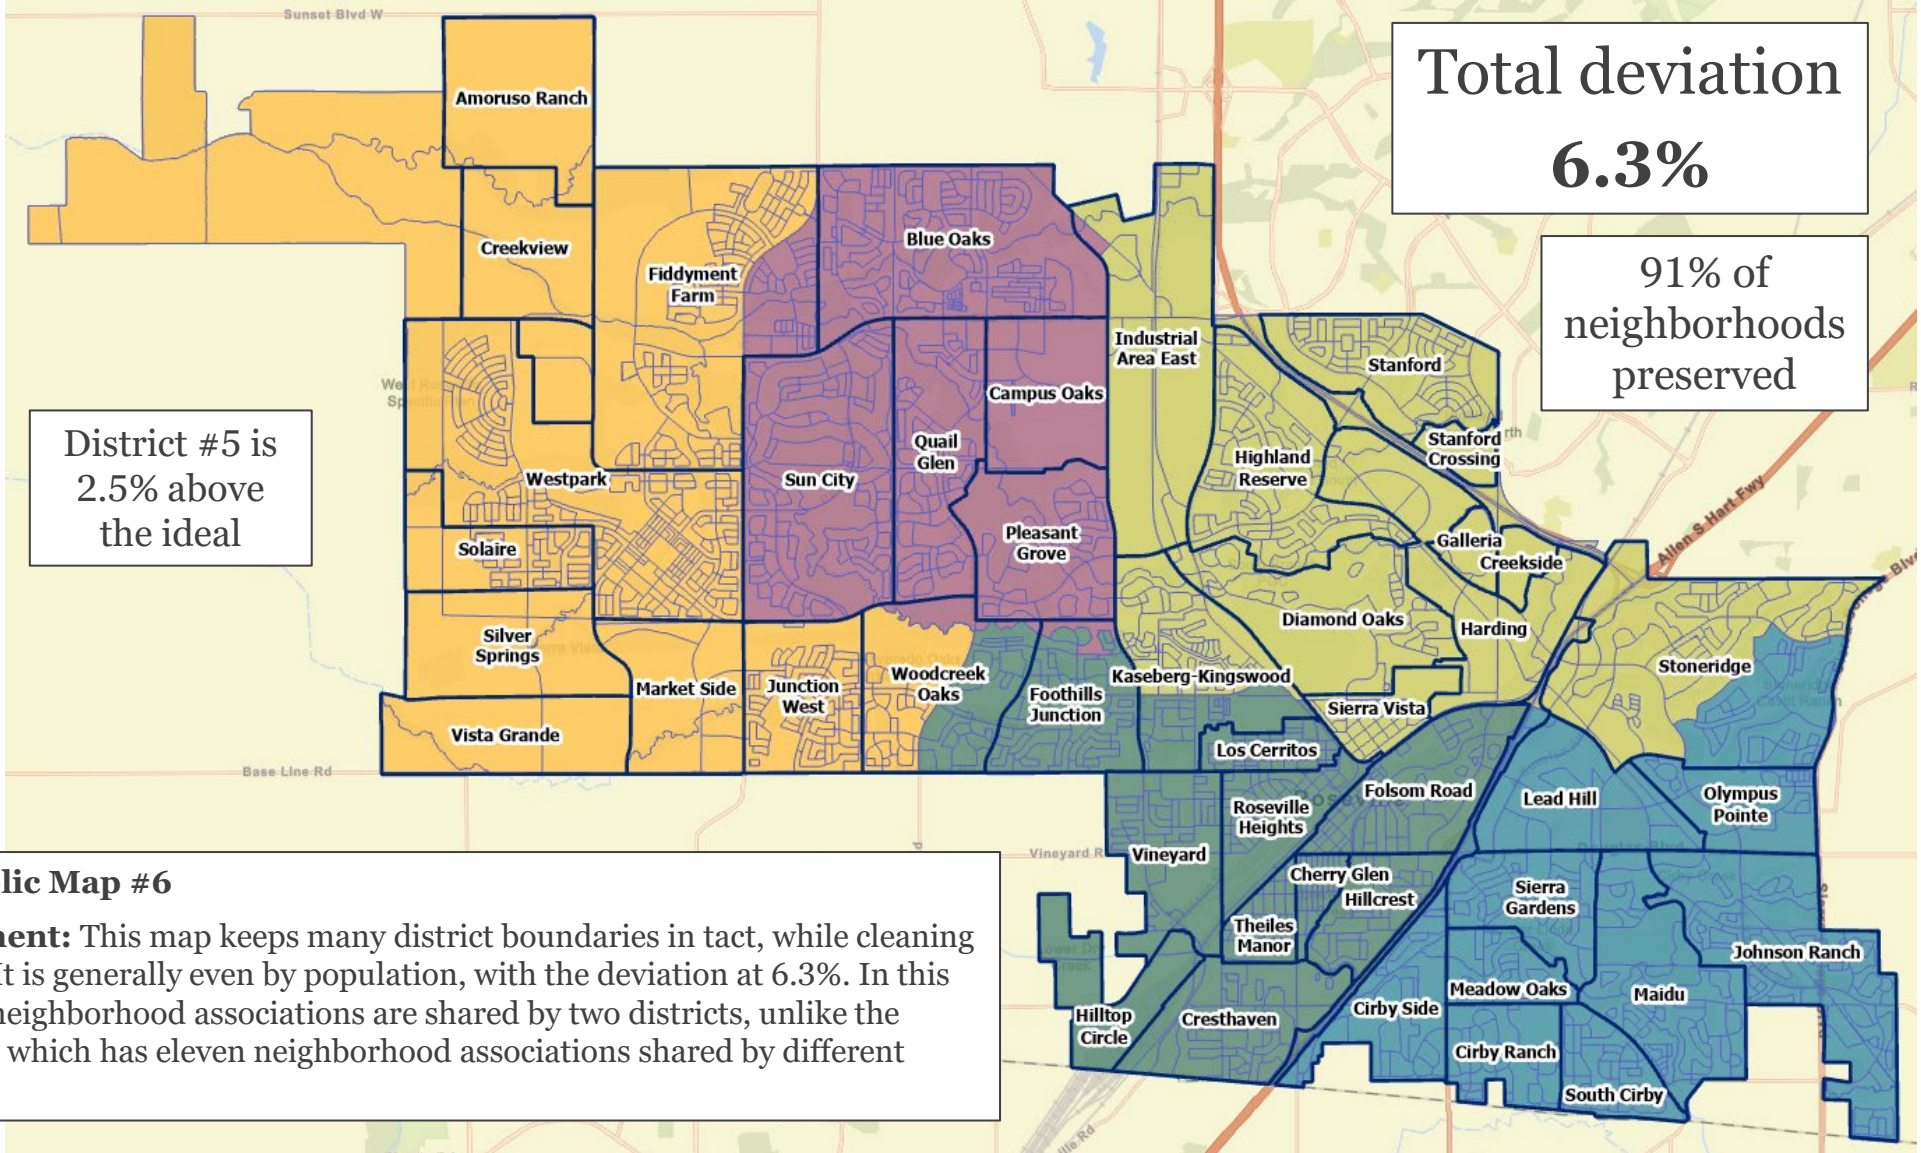 Sunset Blvd W
Total deviation
6.3%
91% of
neighborhoods
preserved
District #5 is
2.5% above
the ideal
Amoruso Ranch
Creekview
Fiddyment
Farm
Blue Oaks
Industrial
Area East
Stanford
Campus Oaks
Stanford
Crossing
Quail
Glen
Highland
Reserve
Westpark
Sun City
Pleasant
Grove
Solaire
Galleria
Creekside
Allen S Hart Fwy
Diamond Oaks
Harding
Silver
Springs
Stoneridge
Market Side
Junction
West
Woodcreek
Oaks
Foothills
Junction
Kaseberg-Kingswood
Sierra Vista
Vista Grande
Los Cerritos
Base Line Rd
Folsom Road
Lead Hill
Olympus
Pointe
Roseville
Heights
Vineyard R
Vineyard
Cherry Glen
Hillcrest
Sierra
Gardens
Theiles
Manor
Johnson Ranch
Meadow Oaks
Maidu
Hilltop
Circle
Cresthaven
Cirby Side
Cirby Ranch
South Cirby
lic Map #6
ent: This map keeps many district boundaries in tact, while cleaning
It is generally even by population, with the deviation at 6.3%. In this
neighborhood associations are shared by two districts, unlike the
which has eleven neighborhood associations shared by different